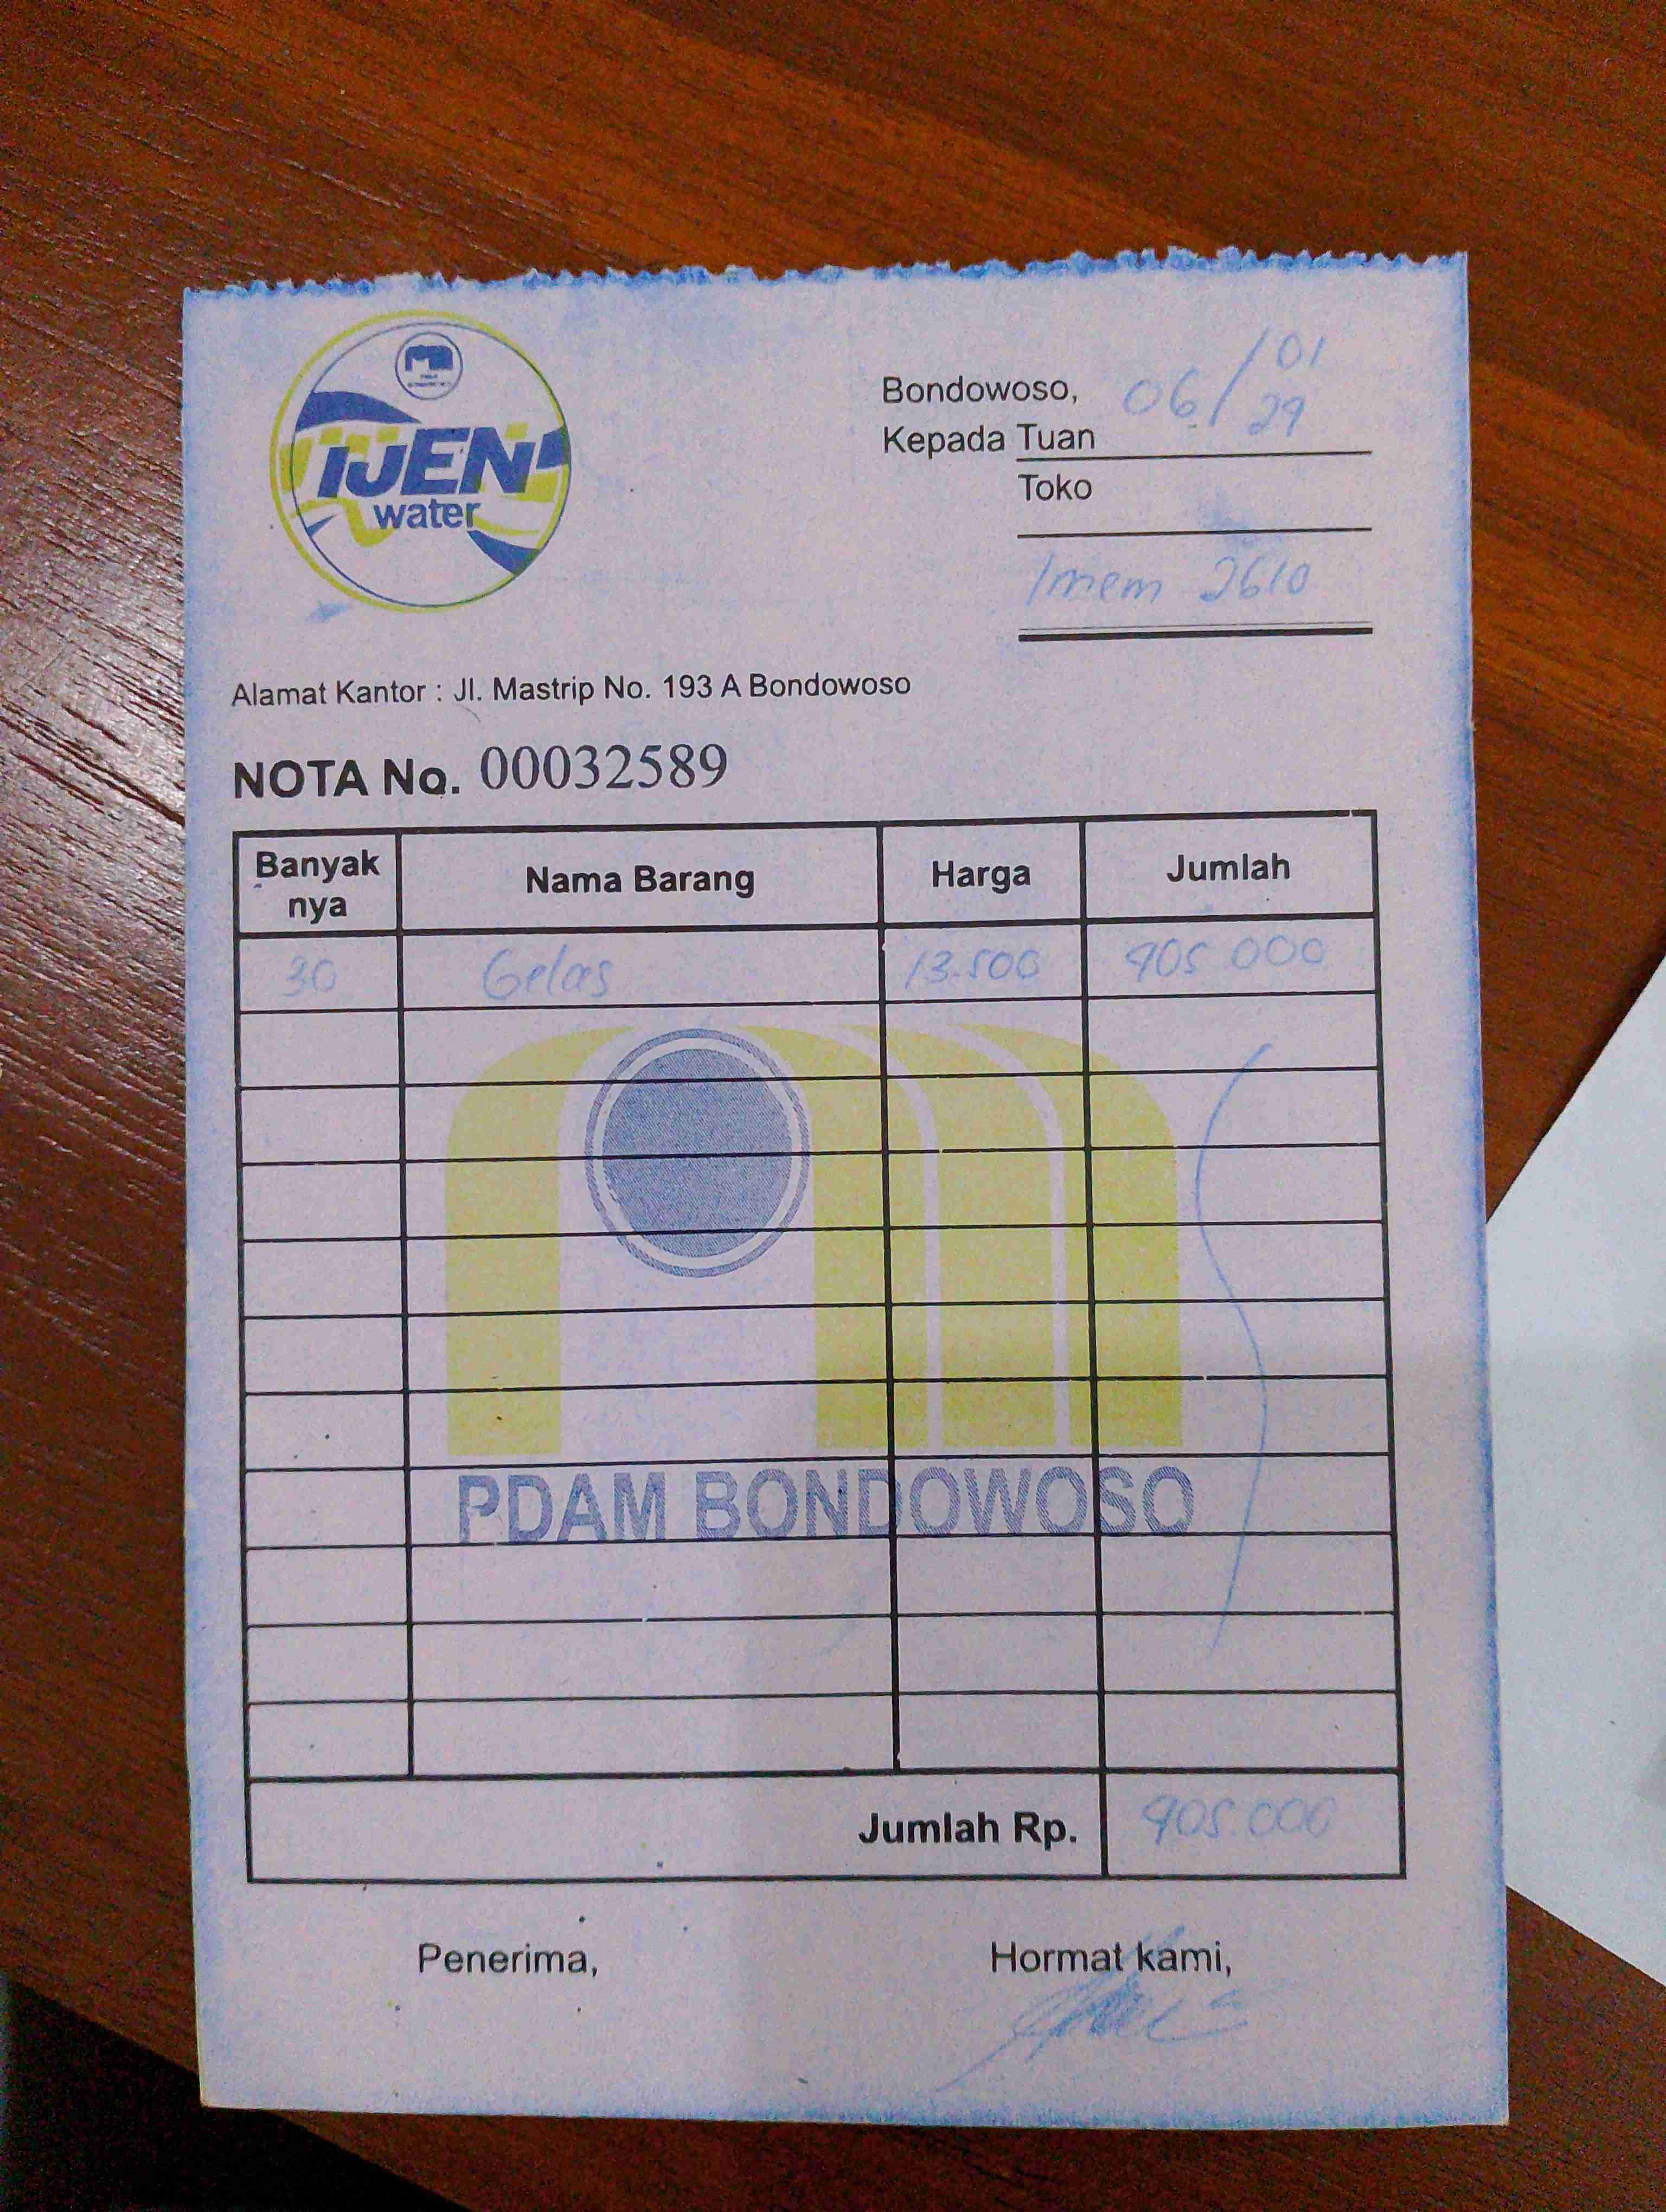 IJEN
water
Bondowoso, 06/01
29
Kepada Tuan
Toko
Imem 2610
Alamat Kantor : Jl. Mastrip No. 193 A Bondowoso
NOTA No. 00032589
Banyak nya Nama Barang Harga Jumlah
30 Gelas 13.500 405 000
PDAM BONDOWOSO
Jumlah Rp. 405.000
Penerima, Hormat kami,